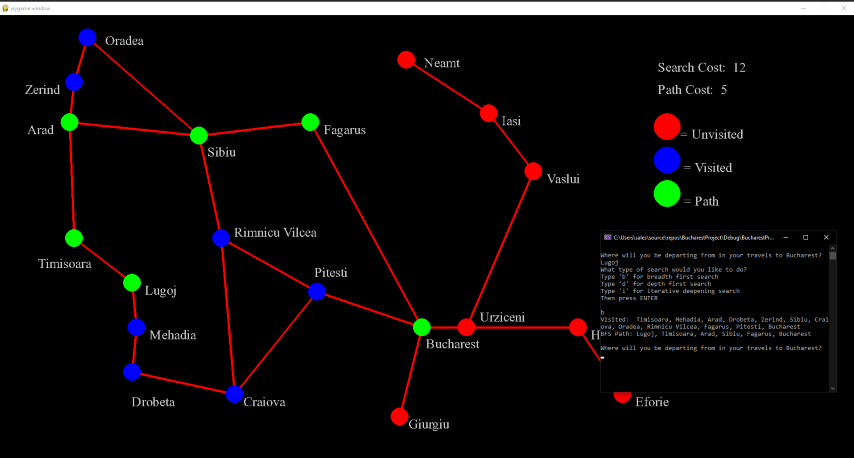 pygame window
Oradea
Neamt
Search Cost: 12
Zerind
Path Cost: 5
Arad
Fagarus
Iasi
= Unvisited
Sibiu
= Visited
Vaslui
= Path
Rimnicu Vilcea
Timisoara
Pitesti
Lugoj
Urziceni
Mehadia
Bucharest
H
Drobeta
Craiova
Eforie
Giurgiu
C:\Users\sales\source\repos\BucharestProject\Debug\BucharestPr...
Where will you be departing from in your travels to Bucharest?
Lugoj
What type of search would you like to do?
Type 'b' for breadth first search
Type 'd' for depth first search
Type 'i' for iterative deepening search
Then press ENTER
b
Visited: Timisoara, Mehadia, Arad, Drobeta, Zerind, Sibiu, Crai
ova, Oradea, Rimnicu Vilcea, Fagarus, Pitesti, Bucharest
BFS Path: Lugoj, Timisoara, Arad, Sibiu, Fagarus, Bucharest
Where will you be departing from in your travels to Bucharest?